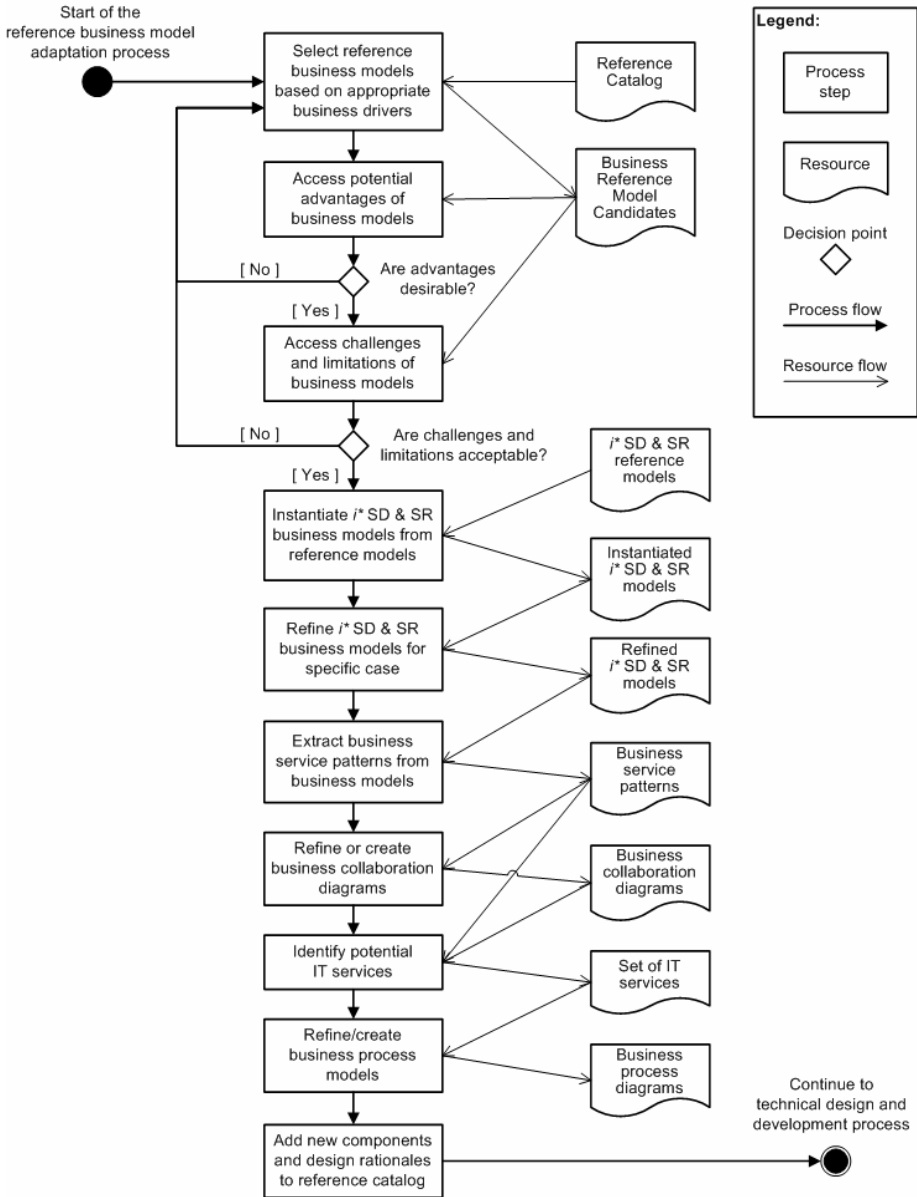 Start of the
reference business model
adaptation process
Select reference
business models
based on appropriate
business drivers
Reference
Catalog
Access potential
advantages of
business models
Business
Reference
Model
Candidates
[ No ]
Are advantages
desirable?
[ Yes ]
Access challenges
and limitations of
business models
[ No ]
Are challenges and
limitations acceptable?
[ Yes ]
i* SD & SR
reference
models
Instantiate i* SD & SR
business models from
reference models
Instantiated
i* SD & SR
models
Refine i* SD & SR
business models for
specific case
Refined
i* SD & SR
models
Extract business
service patterns from
business models
Business
service
patterns
Refine or create
business collaboration
diagrams
Business
collaboration
diagrams
Identify potential
IT services
Set of IT
services
Refine/create
business process
models
Business
process
diagrams
Add new components
and design rationales
to reference catalog
Continue to
technical design and
development process
Legend:
Process
step
Resource
Decision point
Process flow
Resource flow